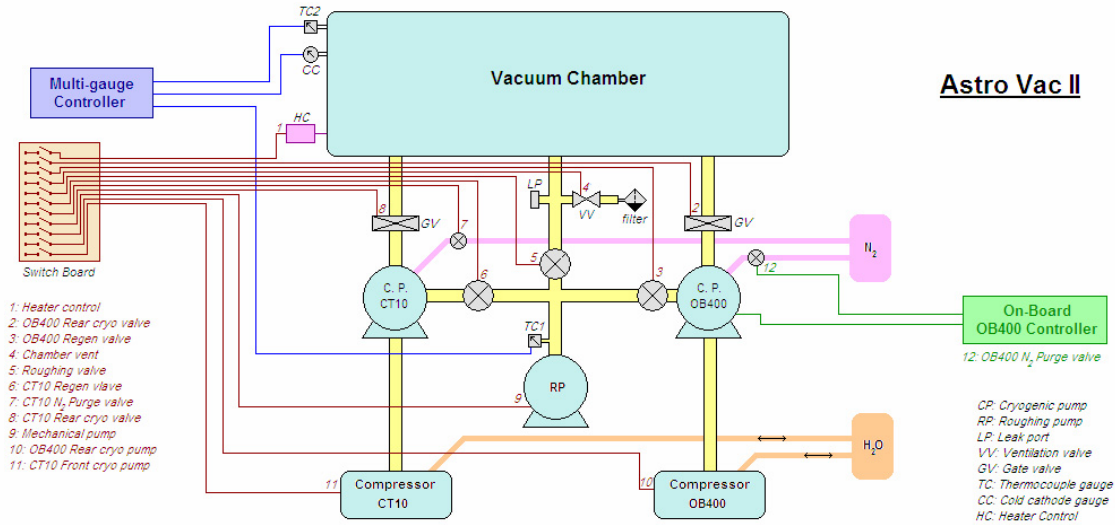 TC2
CC
Multi-gauge
Controller
Vacuum Chamber
Astro Vac II
1
HC
Switch Board
LP
4
VV
filter
8
GV
7
2
GV
N2
5
6
3
12
C. P.
CT10
C. P.
OB400
On-Board
OB400 Controller
12: OB400 N2 Purge valve
TC1
RP
9
1: Heater control
2: OB400 Rear cryo valve
3: OB400 Regen valve
4: Chamber vent
5: Roughing valve
6: CT10 Regen vlave
7: CT10 N2 Purge valve
8: CT10 Rear cryo valve
9: Mechanical pump
10: OB400 Rear cryo pump
11: CT10 Front cryo pump
H2O
11
Compressor
CT10
10
Compressor
OB400
CP: Cryogenic pump
RP: Roughing pump
LP: Leak port
VV: Ventilation valve
GV: Gate valve
TC: Thermocouple gauge
CC: Cold cathode gauge
HC: Heater Control